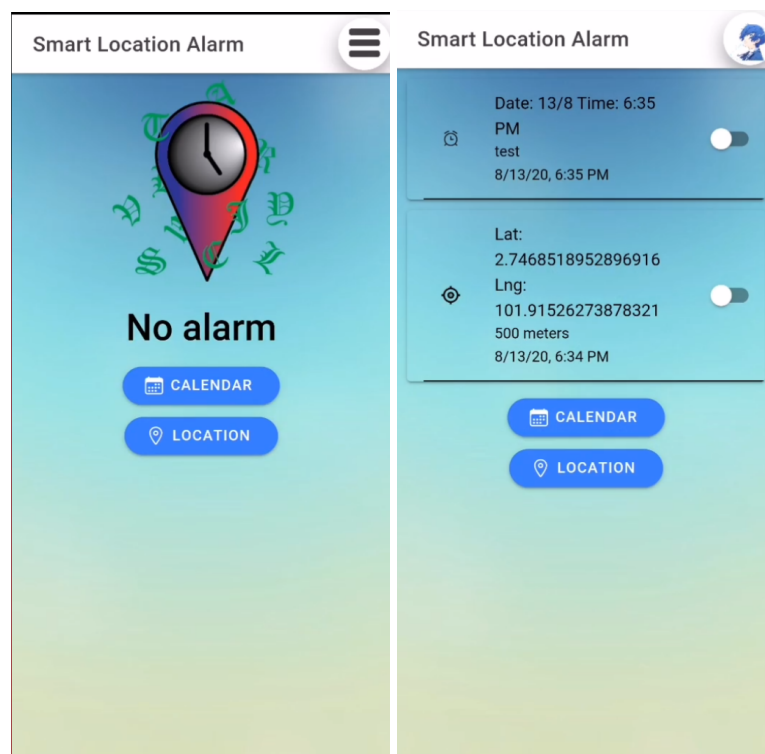 Smart Location Alarm
No alarm
CALENDAR
LOCATION
Smart Location Alarm
Date: 13/8 Time: 6:35
PM
test
8/13/20, 6:35 PM
Lat:
2.7468518952896916
Lng:
101.91526273878321
500 meters
8/13/20, 6:34 PM
CALENDAR
LOCATION